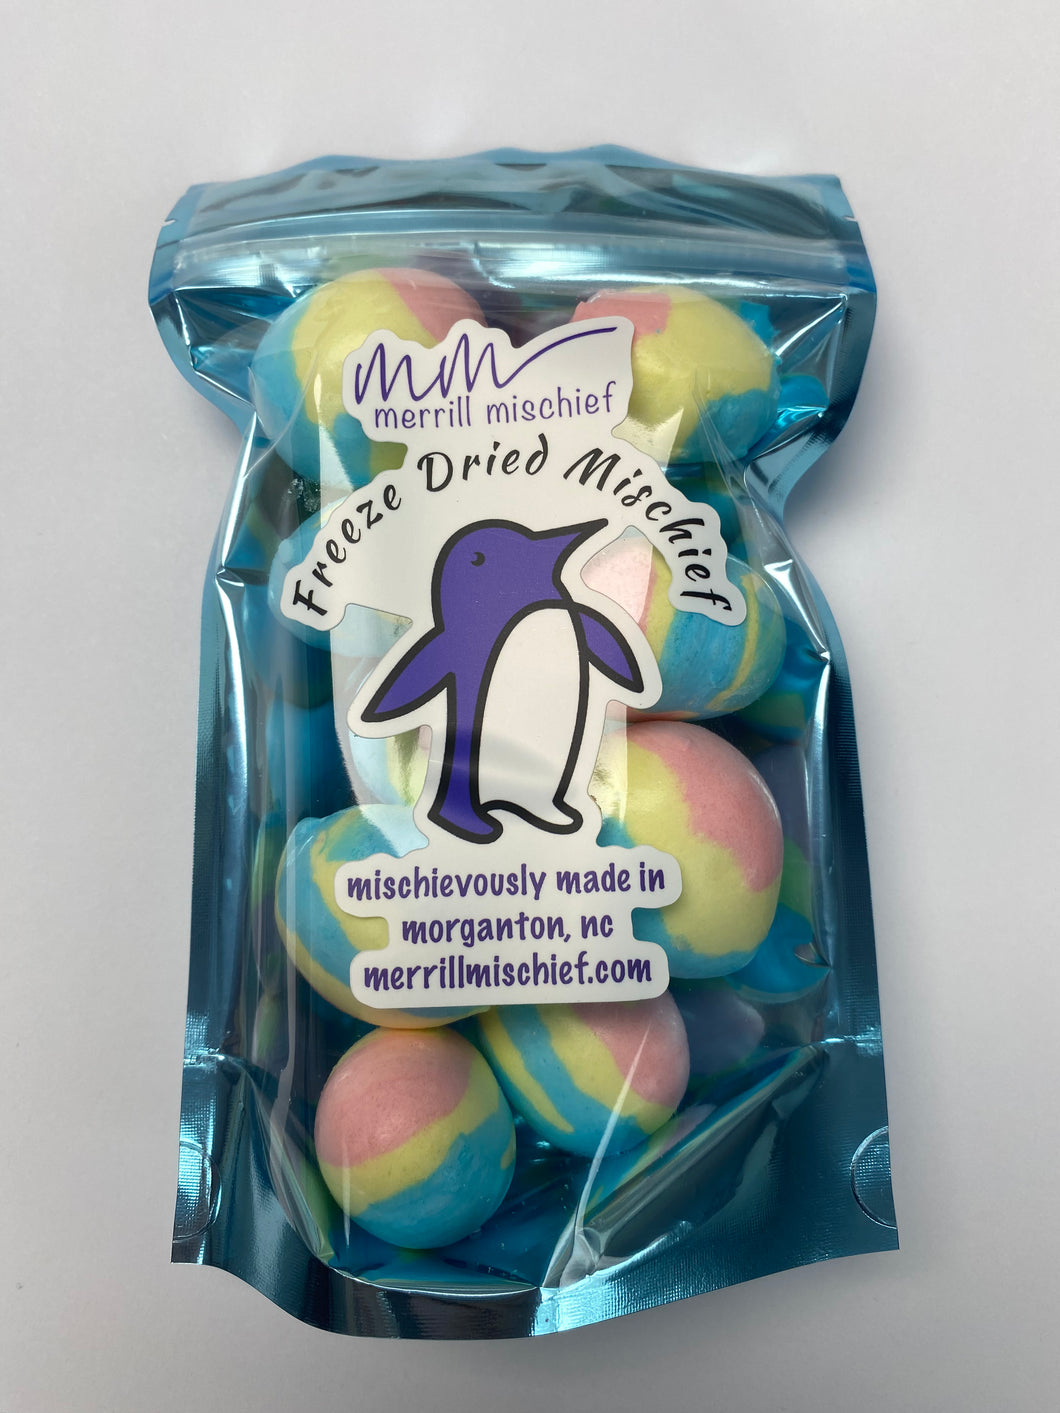 mm
merrill mischief
Freeze Dried Mischief
mischievously made in
morganton, nc
merrillmischief.com